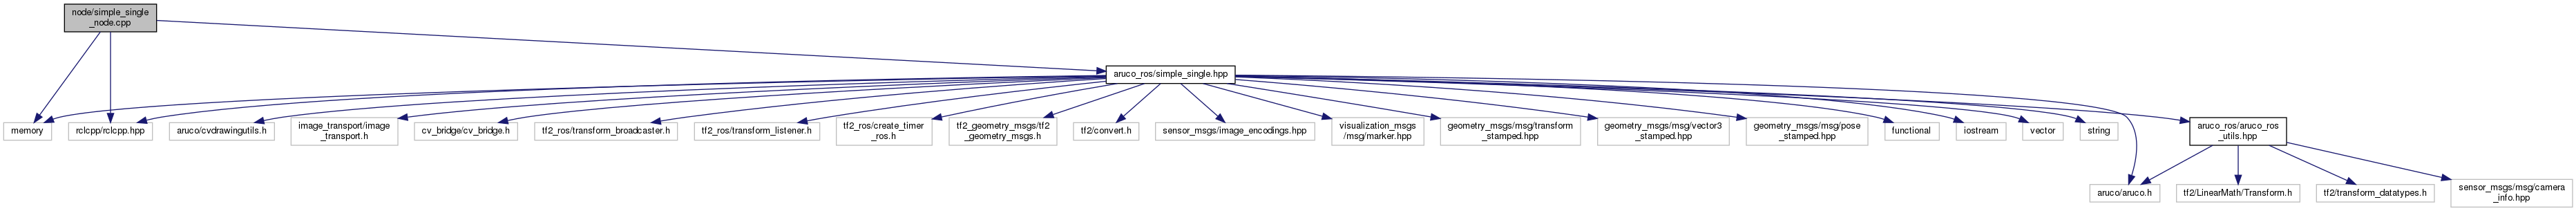 node/simple_single
_node.cpp
aruco_ros/simple_single.hpp
memory
rclcpp/rclcpp.hpp
aruco/cvdrawingutils.h
image_transport/image
_transport.h
cv_bridge/cv_bridge.h
tf2_ros/transform_broadcaster.h
tf2_ros/transform_listener.h
tf2_ros/create_timer
_ros.h
tf2_geometry_msgs/tf2
_geometry_msgs.h
tf2/convert.h
sensor_msgs/image_encodings.hpp
visualization_msgs
/msg/marker.hpp
geometry_msgs/msg/transform
_stamped.hpp
geometry_msgs/msg/vector3
_stamped.hpp
geometry_msgs/msg/pose
_stamped.hpp
functional
iostream
vector
string
aruco_ros/aruco_ros
_utils.hpp
aruco/aruco.h
tf2/LinearMath/Transform.h
tf2/transform_datatypes.h
sensor_msgs/msg/camera
_info.hpp